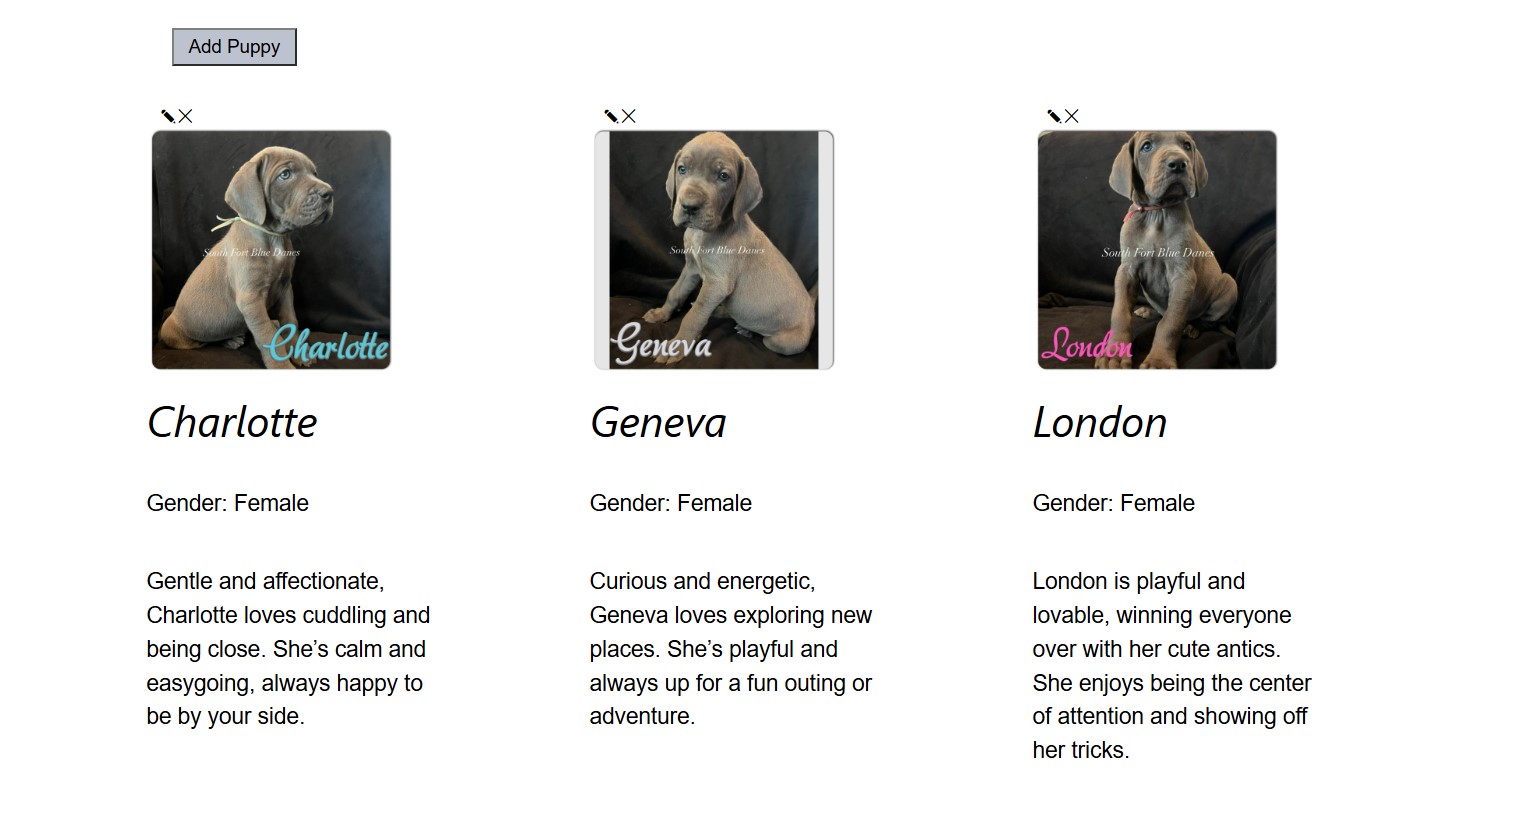 Add Puppy
South Fort Blue Danes
Charlotte
South Fort Blue Danes
Geneva
South Fort Blue Danes
London
Charlotte
Gender: Female
Gentle and affectionate,
Charlotte loves cuddling and
being close. She’s calm and
easygoing, always happy to
be by your side.
Geneva
Gender: Female
Curious and energetic,
Geneva loves exploring new
places. She’s playful and
always up for a fun outing or
adventure.
London
Gender: Female
London is playful and
lovable, winning everyone
over with her cute antics.
She enjoys being the center
of attention and showing off
her tricks.